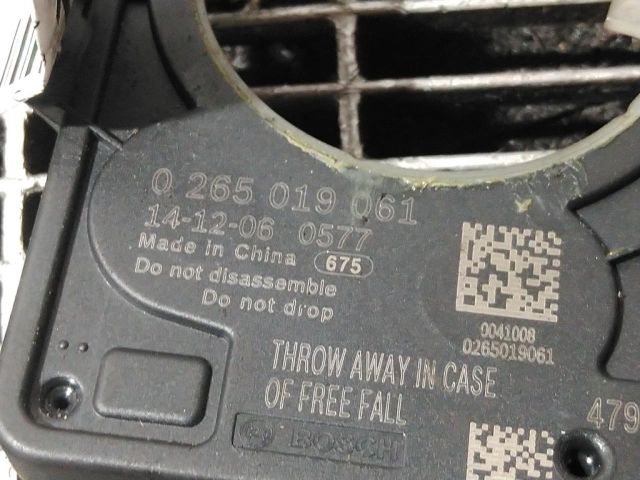 0 265 019 061
14-12-06 0577
Made in China 675
Do not disassemble
Do not drop
0041008
0265019061
THROW AWAY IN CASE
OF FREE FALL
479
BOSCH